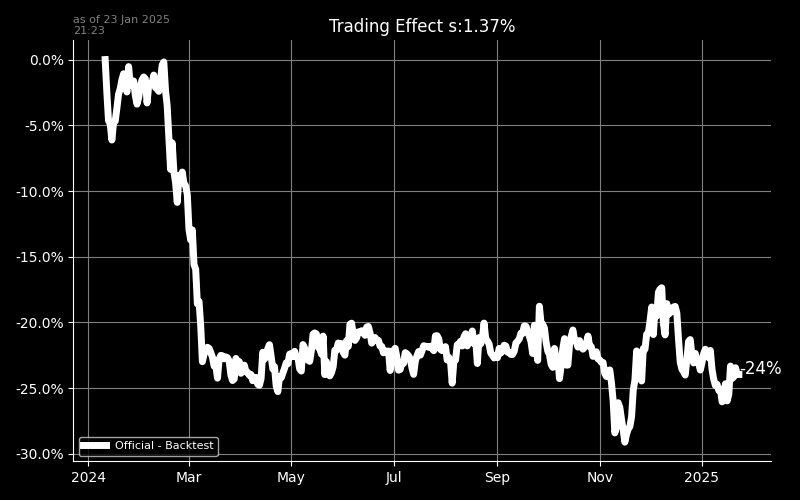 as of 23 Jan 2025
21:23
Trading Effect s:1.37%
0.0%
-5.0%
-10.0%
-15.0%
-20.0%
-25.0%
-30.0%
-24%
Official - Backtest
2024 Mar May Jul Sep Nov 2025